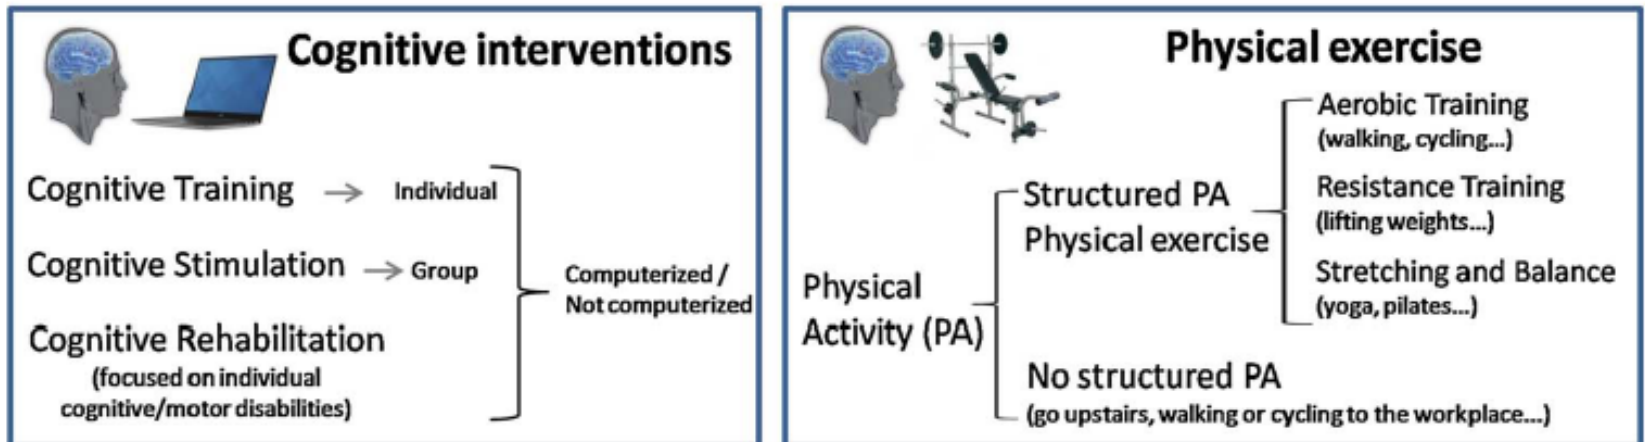 Cognitive interventions
Cognitive Training → Individual
Cognitive Stimulation → Group
Cognitive Rehabilitation
(focused on individual
cognitive/motor disabilities)
Computerized /
Not computerized
Physical exercise
Physical
Activity (PA)
Structured PA
Physical exercise
Aerobic Training
(walking, cycling...)
Resistance Training
(lifting weights...)
Stretching and Balance
(yoga, pilates...)
No structured PA
(go upstairs, walking or cycling to the workplace...)